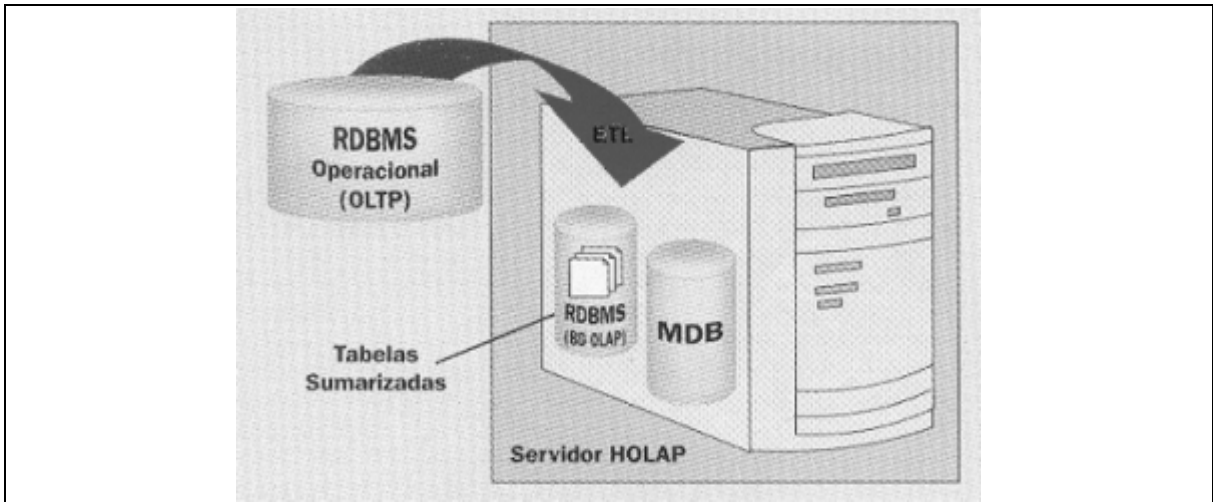 RDBMS
Operacional
(OLTP)
ETL
RDBMS
(BD OLAP)
MDB
Tabelas
Sumarizadas
Servidor HOLAP